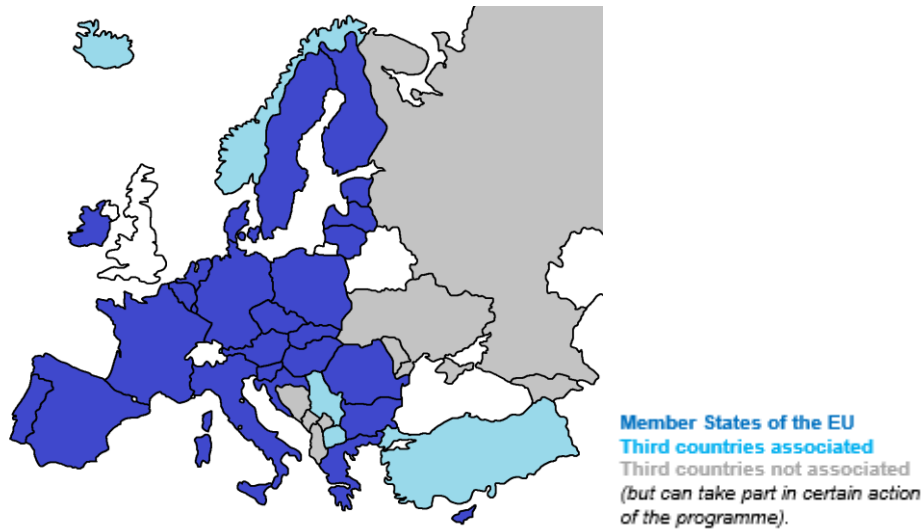 Member States of the EU
Third countries associated
Third countries not associated
(but can take part in certain action
of the programme).